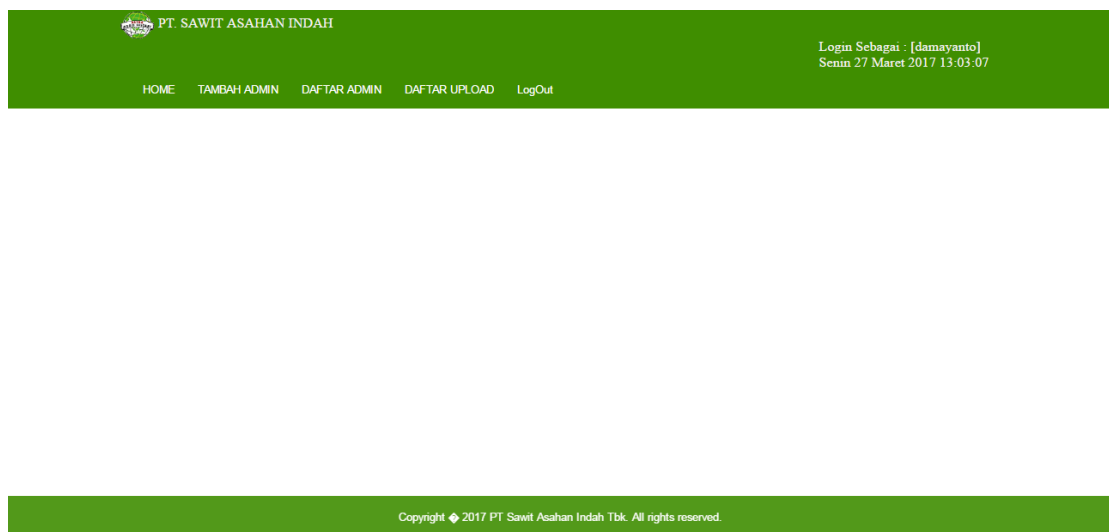 PT. SAWIT ASAHAN INDAH
Login Sebagai : [damayanto]
Senin 27 Maret 2017 13:03:07
HOME TAMBAH ADMIN DAFTAR ADMIN DAFTAR UPLOAD LogOut
Copyright � 2017 PT Sawit Asahan Indah Tbk. All rights reserved.